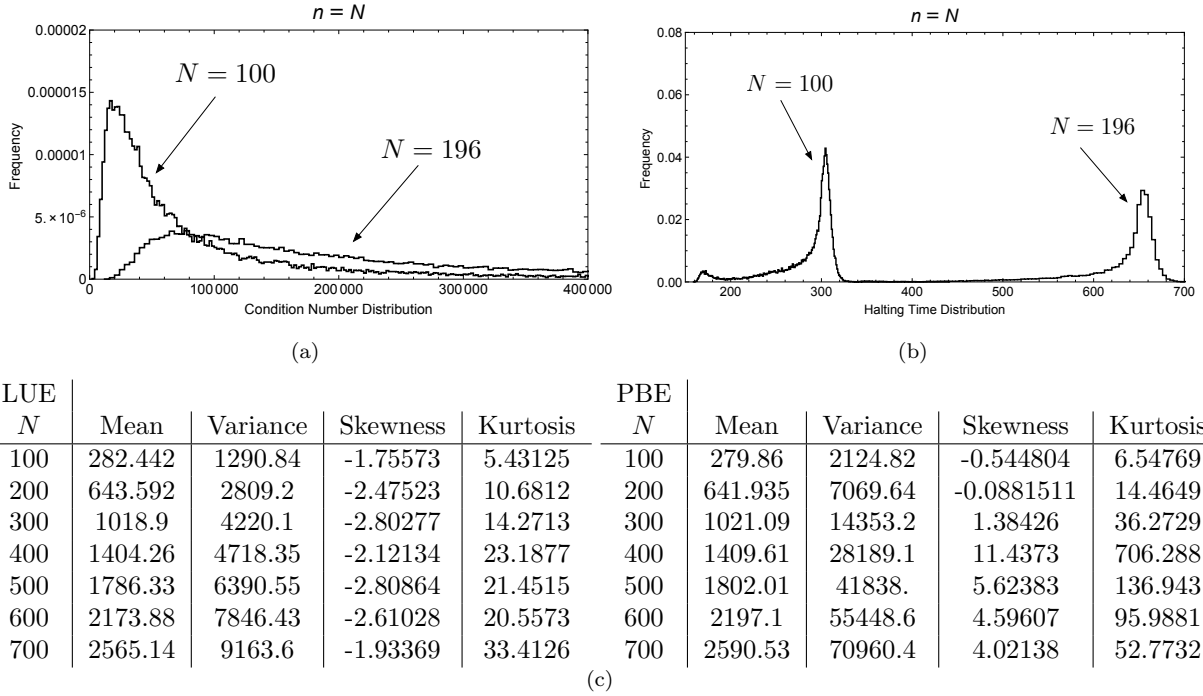 n = N
0.00002
0.000015
0.00001
5. × 10⁻⁶
0
Frequency
N = 100
N = 196
0 100 000 200 000 300 000 400 000
Condition Number Distribution
(a)
n = N
0.08
0.06
0.04
0.02
0.00
Frequency
N = 100
N = 196
200 300 400 500 600 700
Halting Time Distribution
(b)
LUE
N Mean Variance Skewness Kurtosis
100 282.442 1290.84 -1.75573 5.43125
200 643.592 2809.2 -2.47523 10.6812
300 1018.9 4220.1 -2.80277 14.2713
400 1404.26 4718.35 -2.12134 23.1877
500 1786.33 6390.55 -2.80864 21.4515
600 2173.88 7846.43 -2.61028 20.5573
700 2565.14 9163.6 -1.93369 33.4126
PBE
N Mean Variance Skewness Kurtosis
100 279.86 2124.82 -0.544804 6.54769
200 641.935 7069.64 -0.0881511 14.4649
300 1021.09 14353.2 1.38426 36.2729
400 1409.61 28189.1 11.4373 706.288
500 1802.01 41838. 5.62383 136.943
600 2197.1 55448.6 4.59607 95.9881
700 2590.53 70960.4 4.02138 52.7732
(c)